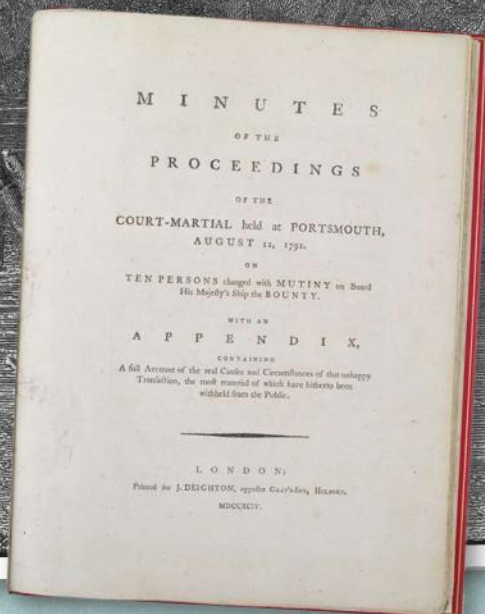 MINUTES
OF THE
PROCEEDINGS
OF THE
COURT-MARTIAL held at PORTSMOUTH,
AUGUST 12, 1792.
ON
TEN PERSONS charged with MUTINY on Board
His Majeſty's Ship the BOUNTY.
WITH AN
APPENDIX,
CONTAINING
A full Account of the real Cauſes and Circumſtances of that unhappy
Tranſaction, the moſt material of which have hitherto been
withheld from the Public.
LONDON:
Printed for J. DEIGHTON, oppoſite GRAY'S-INN, HOLBORN.
MDCCXCIV.